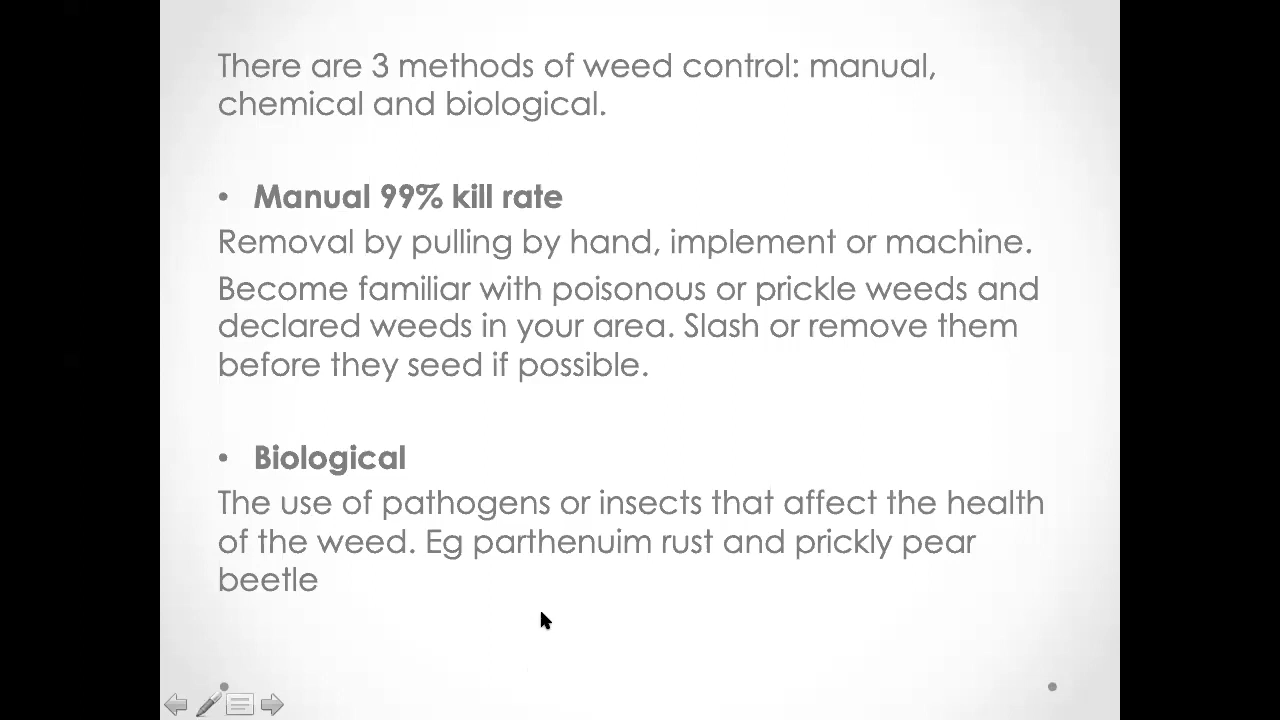 There are 3 methods of weed control: manual,
chemical and biological.
• Manual 99% kill rate
Removal by pulling by hand, implement or machine.
Become familiar with poisonous or prickle weeds and
declared weeds in your area. Slash or remove them
before they seed if possible.
• Biological
The use of pathogens or insects that affect the health
of the weed. Eg parthenuim rust and prickly pear
beetle